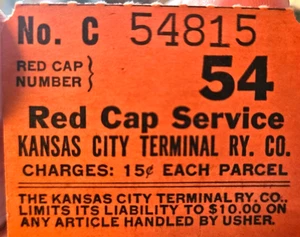 No. C 54815
RED CAP NUMBER } 54
Red Cap Service
KANSAS CITY TERMINAL RY. CO.
CHARGES: 15¢ EACH PARCEL
THE KANSAS CITY TERMINAL RY. CO.,
LIMITS ITS LIABILITY TO $10.00 ON
ANY ARTICLE HANDLED BY USHER.